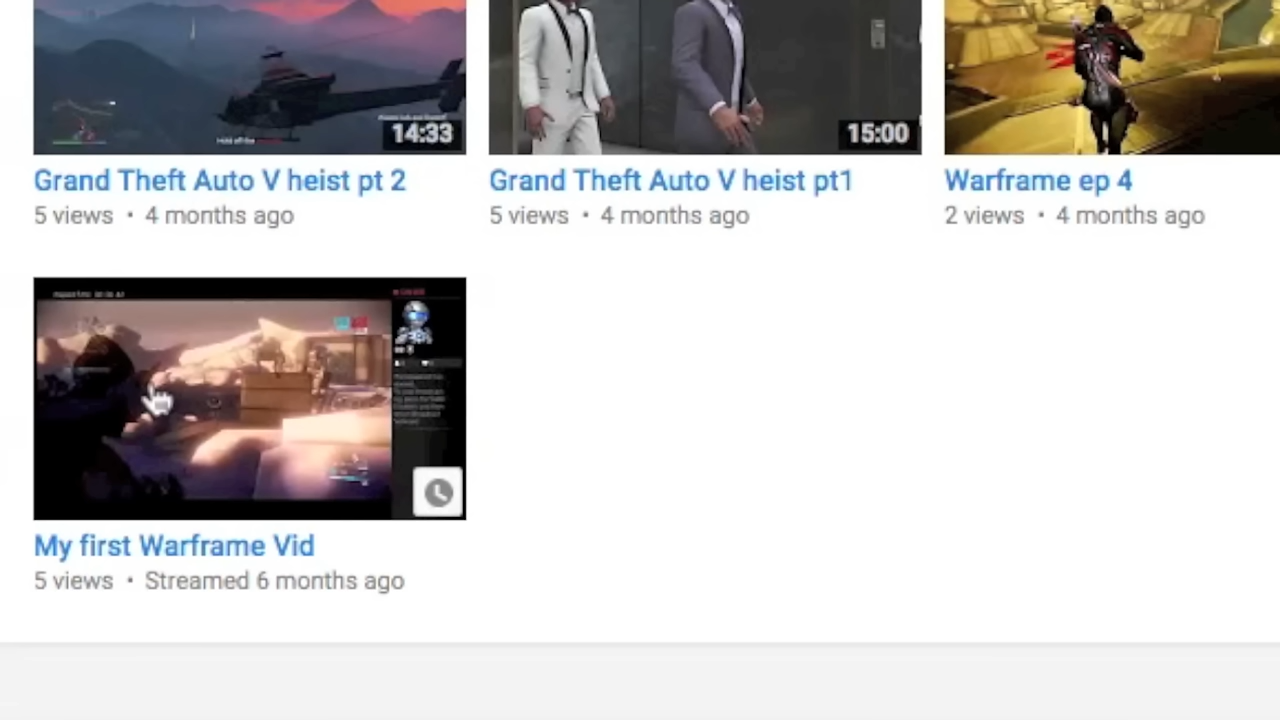 14:33
15:00
Grand Theft Auto V heist pt 2
Grand Theft Auto V heist pt1
Warframe ep 4
5 views • 4 months ago
5 views • 4 months ago
2 views • 4 months ago
My first Warframe Vid
5 views • Streamed 6 months ago